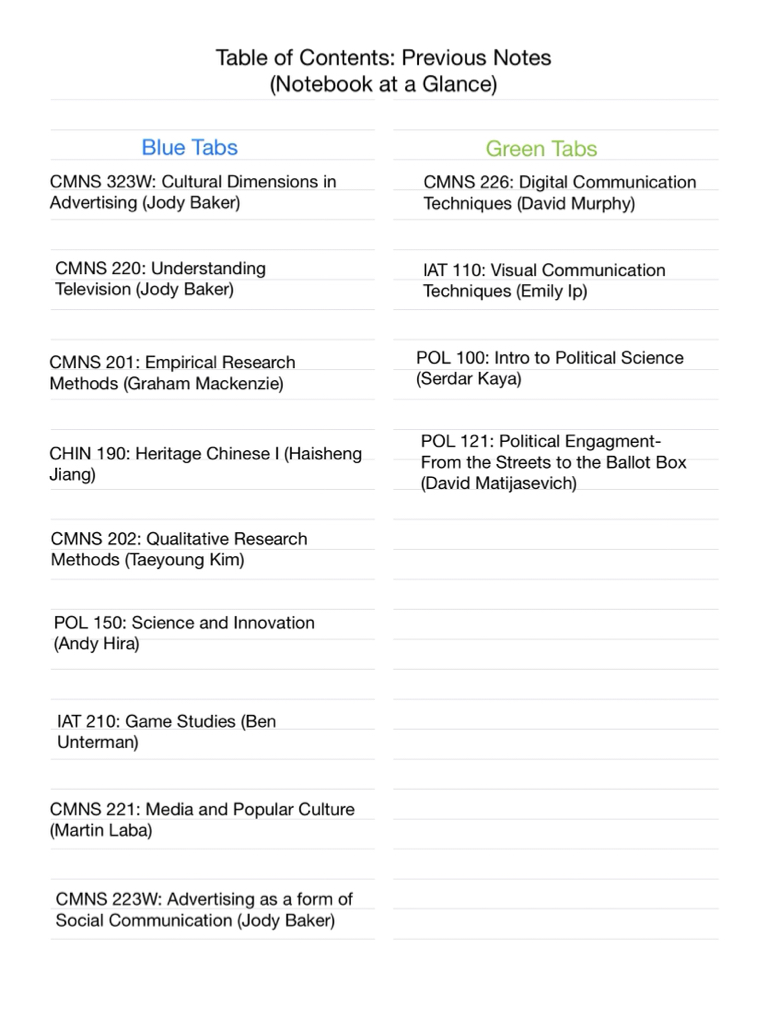 Table of Contents: Previous Notes
(Notebook at a Glance)
Blue Tabs
CMNS 323W: Cultural Dimensions in
Advertising (Jody Baker)
CMNS 220: Understanding
Television (Jody Baker)
CMNS 201: Empirical Research
Methods (Graham Mackenzie)
CHIN 190: Heritage Chinese I (Haisheng
Jiang)
CMNS 202: Qualitative Research
Methods (Taeyoung Kim)
POL 150: Science and Innovation
(Andy Hira)
IAT 210: Game Studies (Ben
Unterman)
CMNS 221: Media and Popular Culture
(Martin Laba)
CMNS 223W: Advertising as a form of
Social Communication (Jody Baker)
Green Tabs
CMNS 226: Digital Communication
Techniques (David Murphy)
IAT 110: Visual Communication
Techniques (Emily Ip)
POL 100: Intro to Political Science
(Serdar Kaya)
POL 121: Political Engagment-
From the Streets to the Ballot Box
(David Matijasevich)